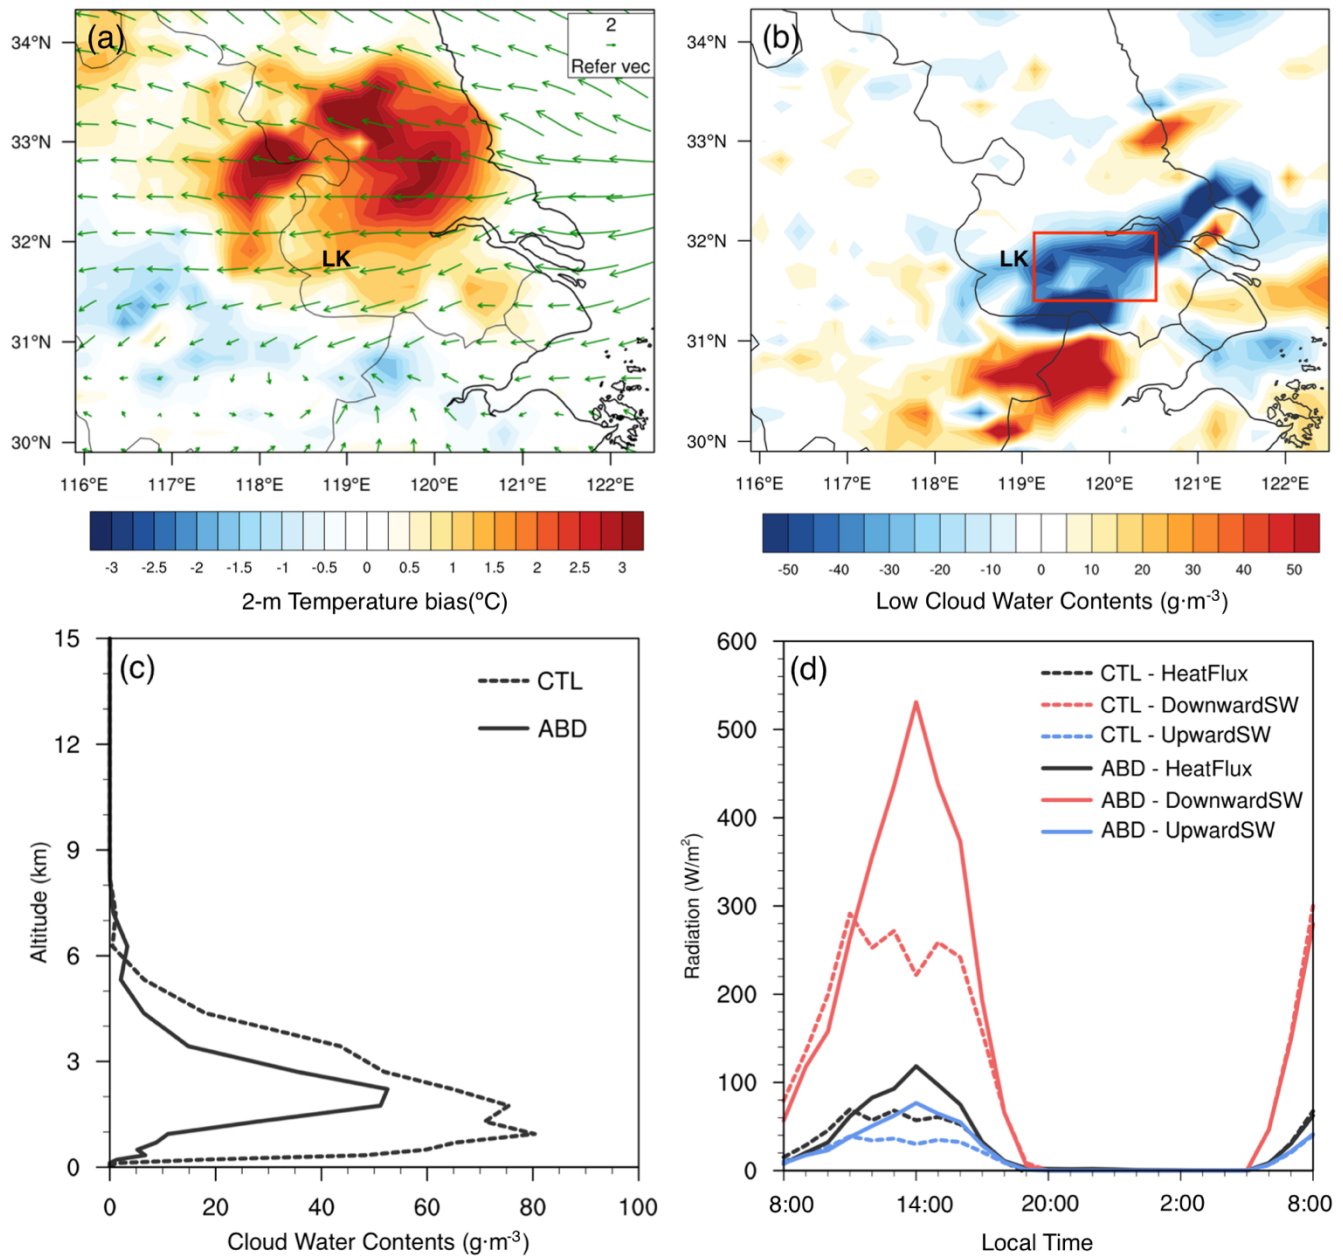 (a)
2
Refer vec
LK
34°N
33°N
32°N
31°N
30°N
116°E 117°E 118°E 119°E 120°E 121°E 122°E
-3 -2.5 -2 -1.5 -1 -0.5 0 0.5 1 1.5 2 2.5 3
2-m Temperature bias(°C)
(b)
LK
34°N
33°N
32°N
31°N
30°N
116°E 117°E 118°E 119°E 120°E 121°E 122°E
-50 -40 -30 -20 -10 0 10 20 30 40 50
Low Cloud Water Contents (g·m-3)
(c)
CTL
ABD
15
12
9
6
3
0
Altitude (km)
0 20 40 60 80 100
Cloud Water Contents (g·m-3)
(d)
CTL - HeatFlux
CTL - DownwardSW
CTL - UpwardSW
ABD - HeatFlux
ABD - DownwardSW
ABD - UpwardSW
600
500
400
300
200
100
0
Radiation (W/m²)
8:00 14:00 20:00 2:00 8:00
Local Time